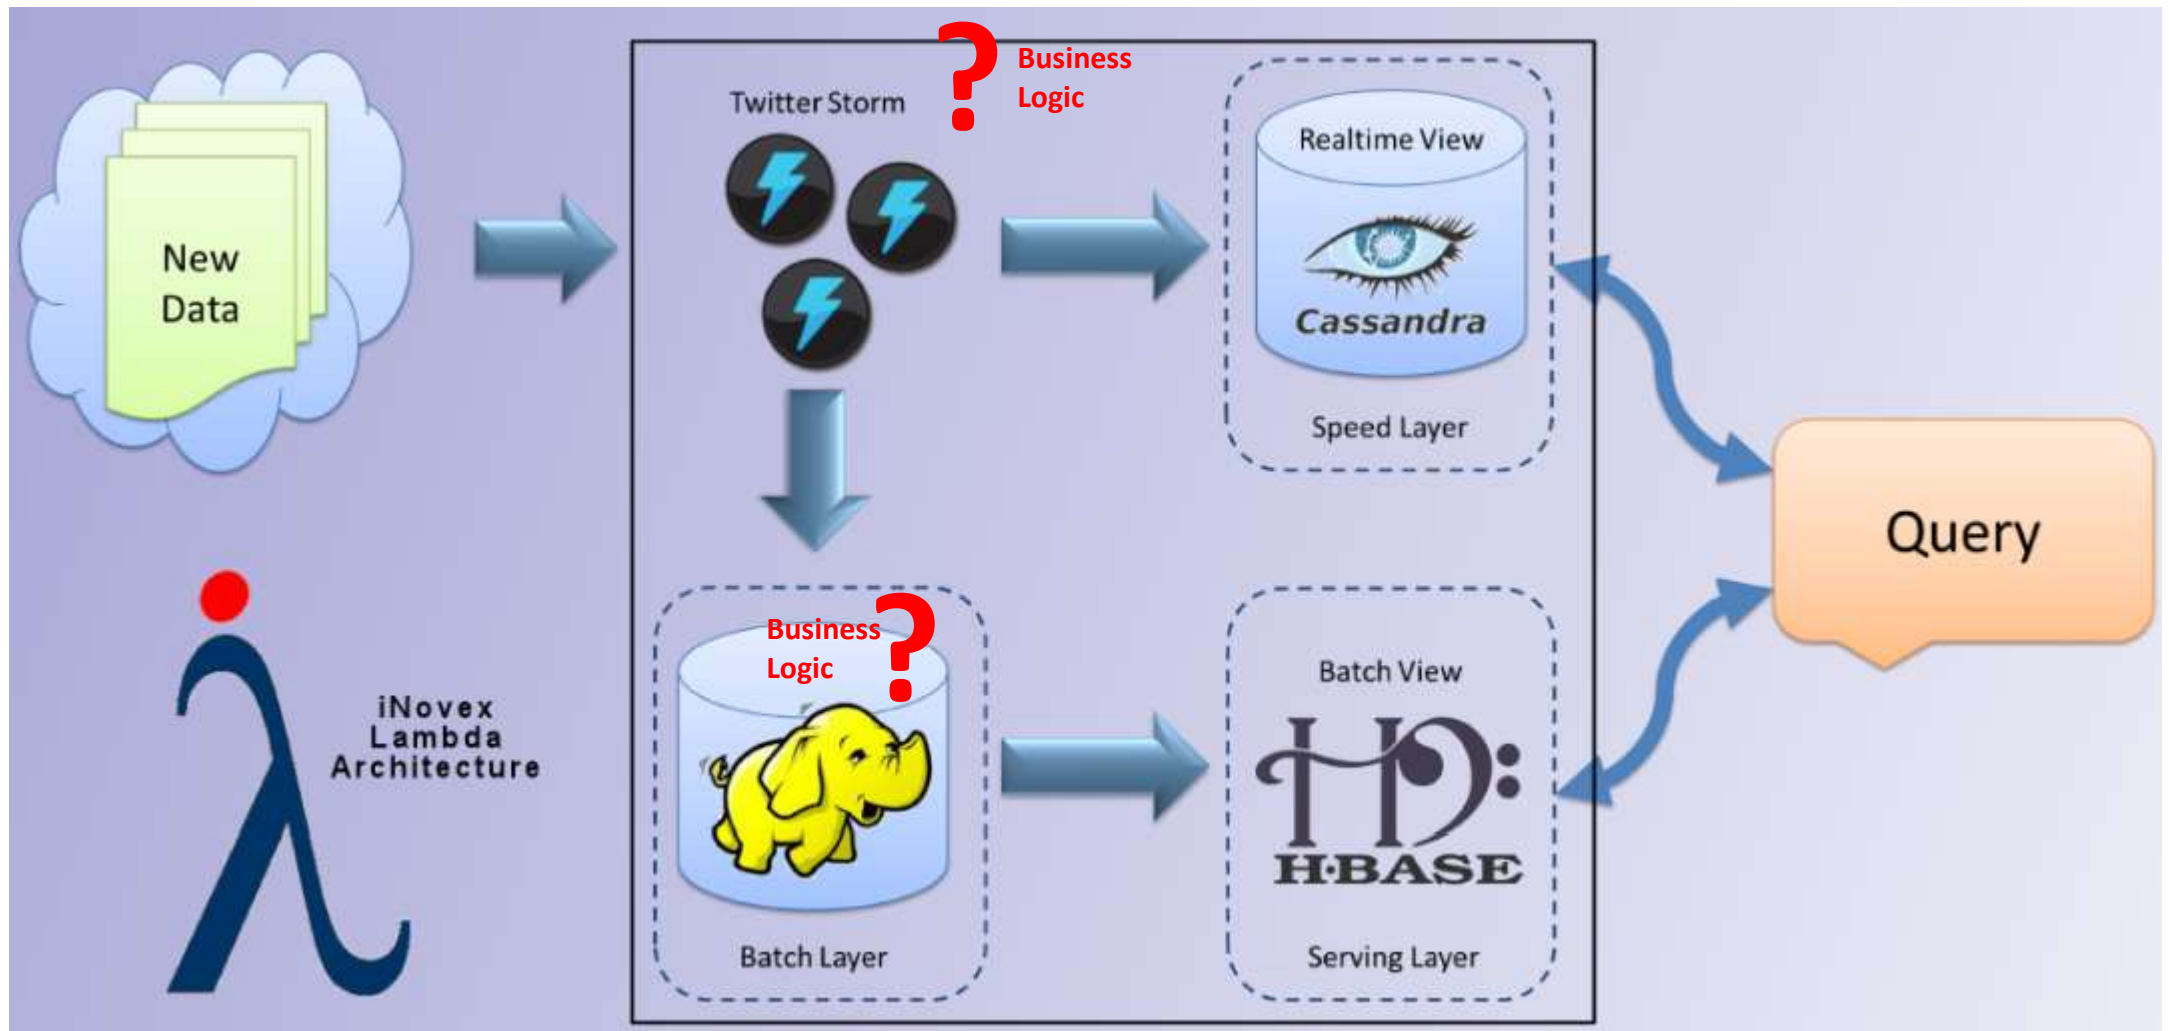 ?
Business
Logic
Twitter Storm
Realtime View
New
Data
Cassandra
Speed Layer
Query
Business
Logic
?
Batch View
iNovex
Lambda
Architecture
H
H·BASE
Batch Layer
Serving Layer
λ